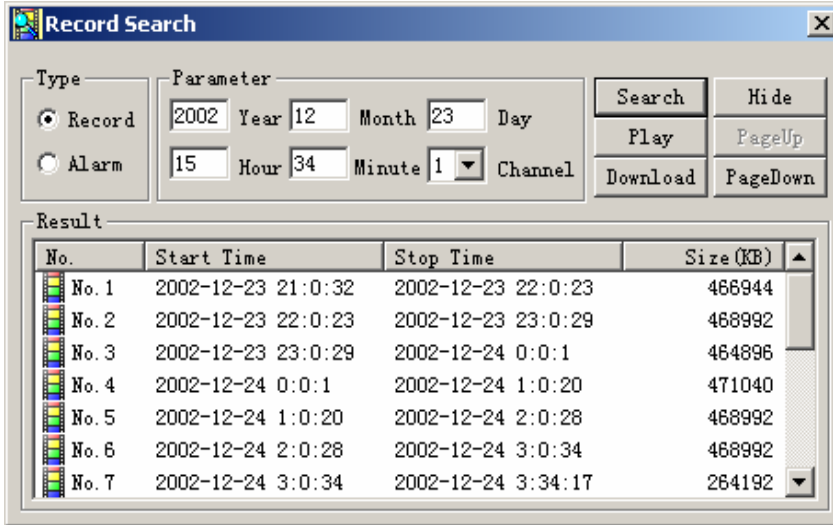 Record Search
Type
Parameter
Record
2002 Year 12 Month 23 Day
Search
Hide
Alarm
15 Hour 34 Minute 1 Channel
Play
PageUp
Download
PageDown
Result
No. Start Time Stop Time Size(KB)
No.1 2002-12-23 21:0:32 2002-12-23 22:0:23 466944
No.2 2002-12-23 22:0:23 2002-12-23 23:0:29 468992
No.3 2002-12-23 23:0:29 2002-12-24 0:0:1 464896
No.4 2002-12-24 0:0:1 2002-12-24 1:0:20 471040
No.5 2002-12-24 1:0:20 2002-12-24 2:0:28 468992
No.6 2002-12-24 2:0:28 2002-12-24 3:0:34 468992
No.7 2002-12-24 3:0:34 2002-12-24 3:34:17 264192